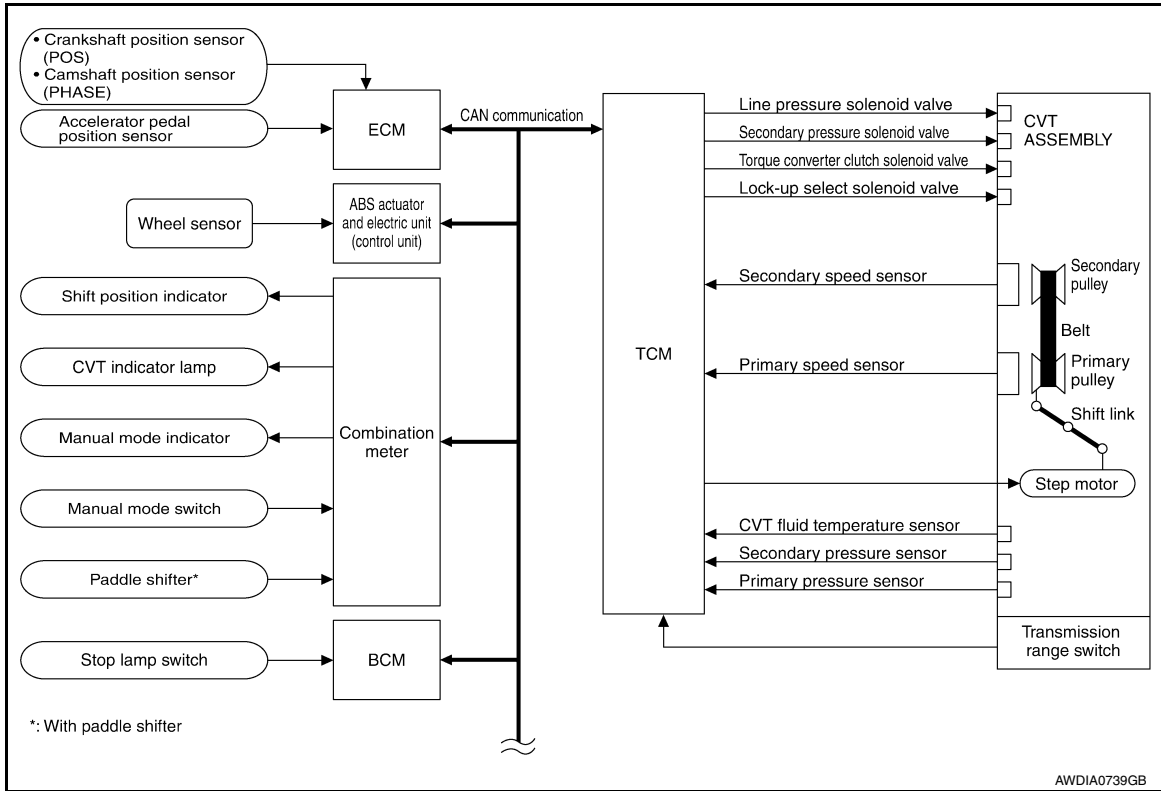 • Crankshaft position sensor
(POS)
• Camshaft position sensor
(PHASE)
Accelerator pedal
position sensor
ECM
CAN communication
Wheel sensor
ABS actuator
and electric unit
(control unit)
Shift position indicator
CVT indicator lamp
Manual mode indicator
Manual mode switch
Paddle shifter*
Combination
meter
Stop lamp switch
BCM
*: With paddle shifter
TCM
Line pressure solenoid valve
Secondary pressure solenoid valve
Torque converter clutch solenoid valve
Lock-up select solenoid valve
Secondary speed sensor
Primary speed sensor
CVT fluid temperature sensor
Secondary pressure sensor
Primary pressure sensor
CVT
ASSEMBLY
Secondary
pulley
Belt
Primary
pulley
Shift link
Step motor
Transmission
range switch
AWDIA0739GB